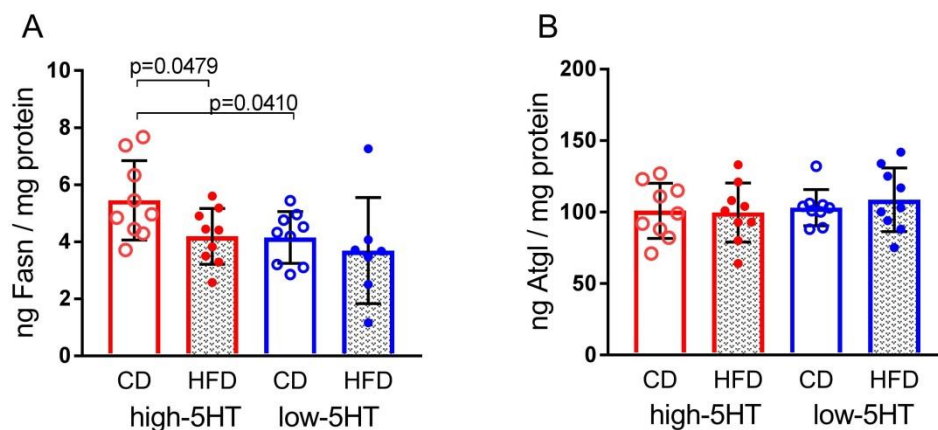 A
ng Fasn / mg protein
10
8
6
4
2
0
p=0.0479
p=0.0410
CD HFD CD HFD
high-5HT low-5HT
B
ng Atgl / mg protein
200
150
100
50
0
CD HFD CD HFD
high-5HT low-5HT